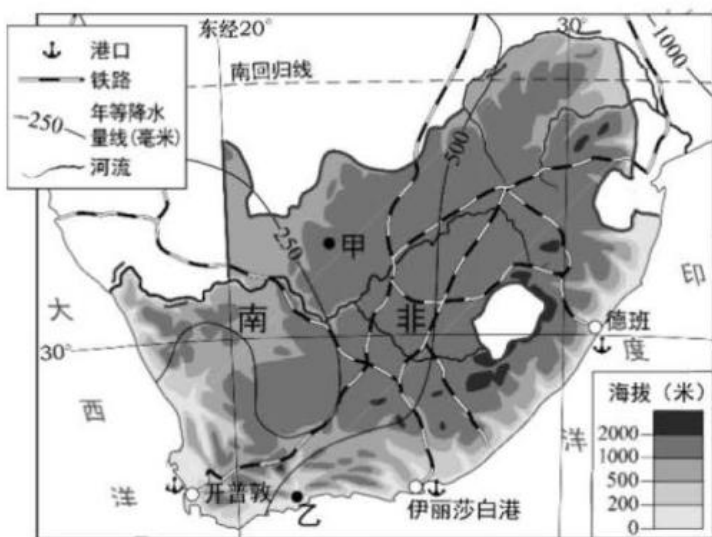 港口
铁路
-250-
年等降水
量线(毫米)
河流
东经20°
30°
1000
南回归线
500
250
甲
南
非
印
度
洋
大
西
洋
30°
德班
开普敦
乙
伊丽莎白港
海拔（米）
2000
1000
500
200
0